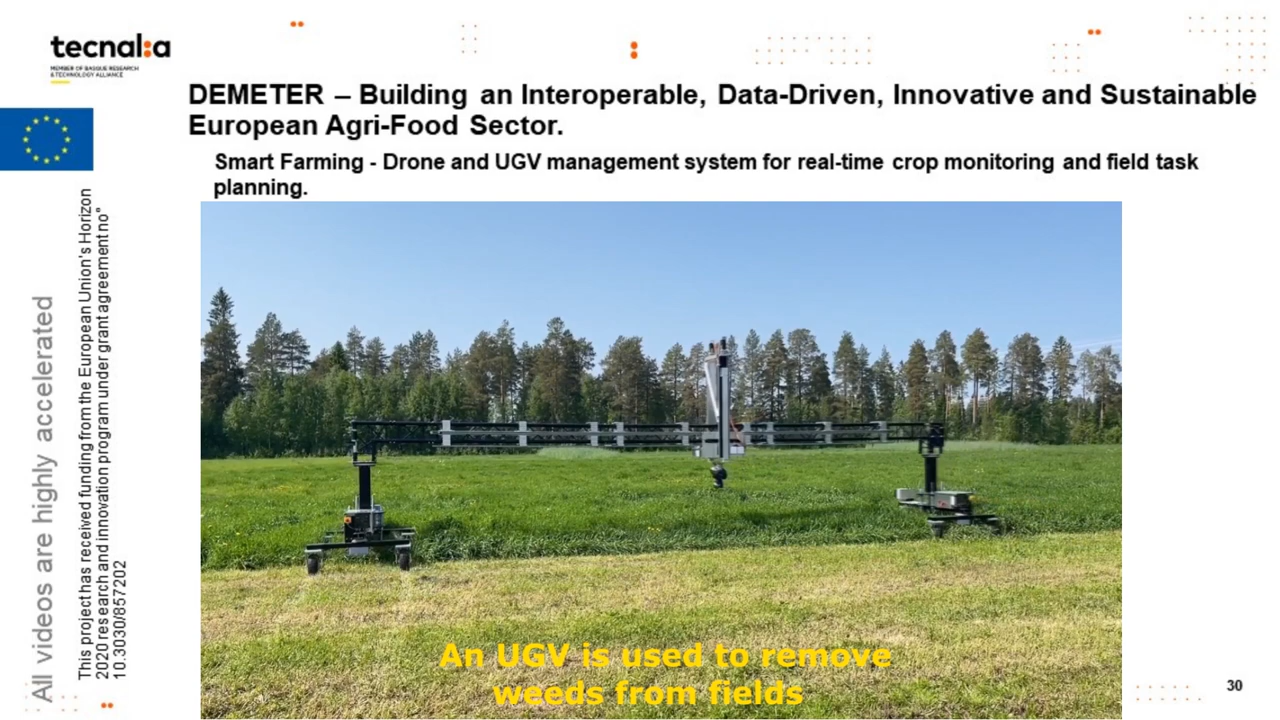 tecnal:a
MEMBER OF BASQUE RESEARCH
& TECHNOLOGY ALLIANCE
DEMETER – Building an Interoperable, Data-Driven, Innovative and Sustainable
European Agri-Food Sector.
Smart Farming - Drone and UGV management system for real-time crop monitoring and field task
planning.
All videos are highly accelerated
This project has received funding from the European Union's Horizon
2020 research and innovation program under grant agreement no°
10.3030/857202
An UGV is used to remove
weeds from fields
30